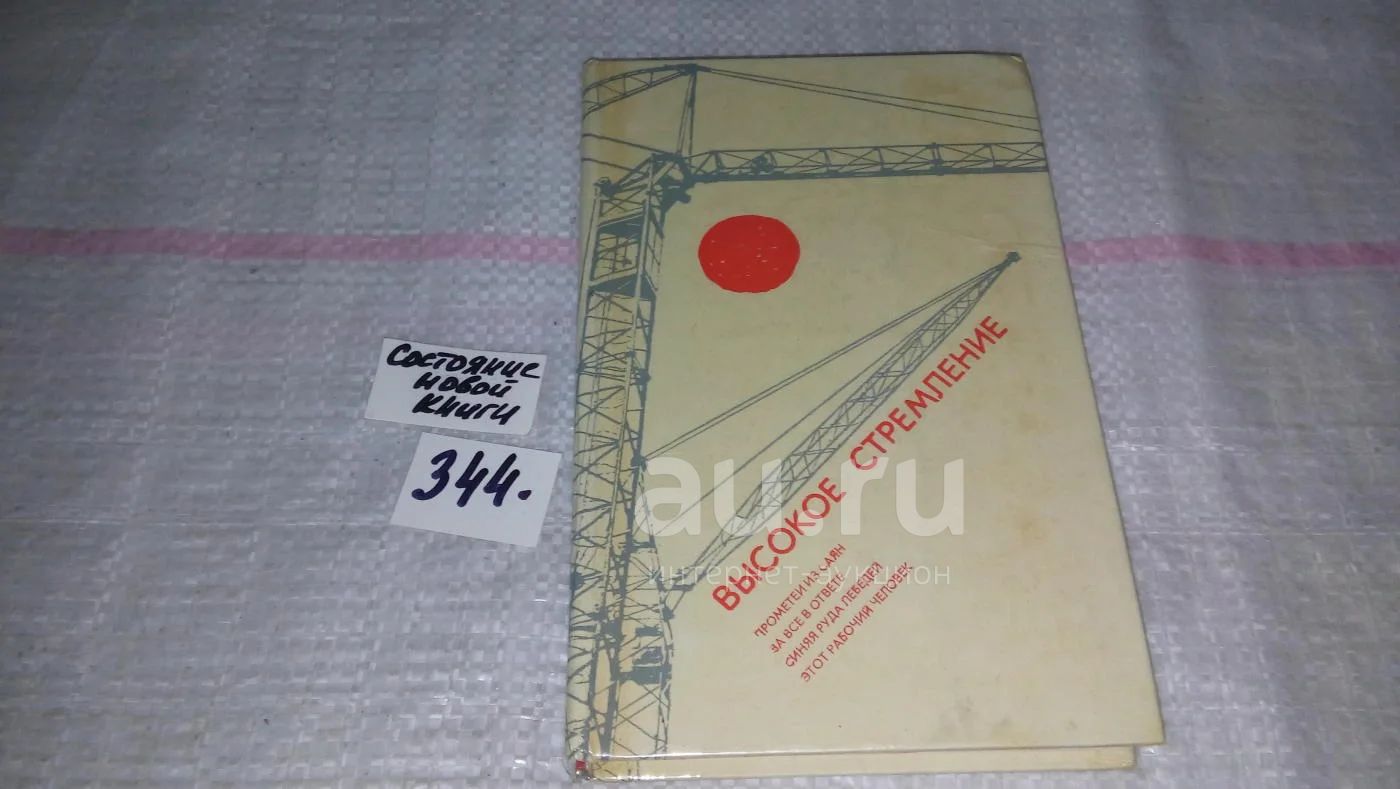 Состояние
новой
книги
344.
ВЫСОКОЕ СТРЕМЛЕНИЕ
ПРОМЕТЕИ ИЗ САЯН
ЗА ВСЕ В ОТВЕТЕ
СИНЯЯ РУДА ЛЕБЕДЕЙ
ЭТОТ РАБОЧИЙ ЧЕЛОВЕК
au.ru
интернет-аукцион